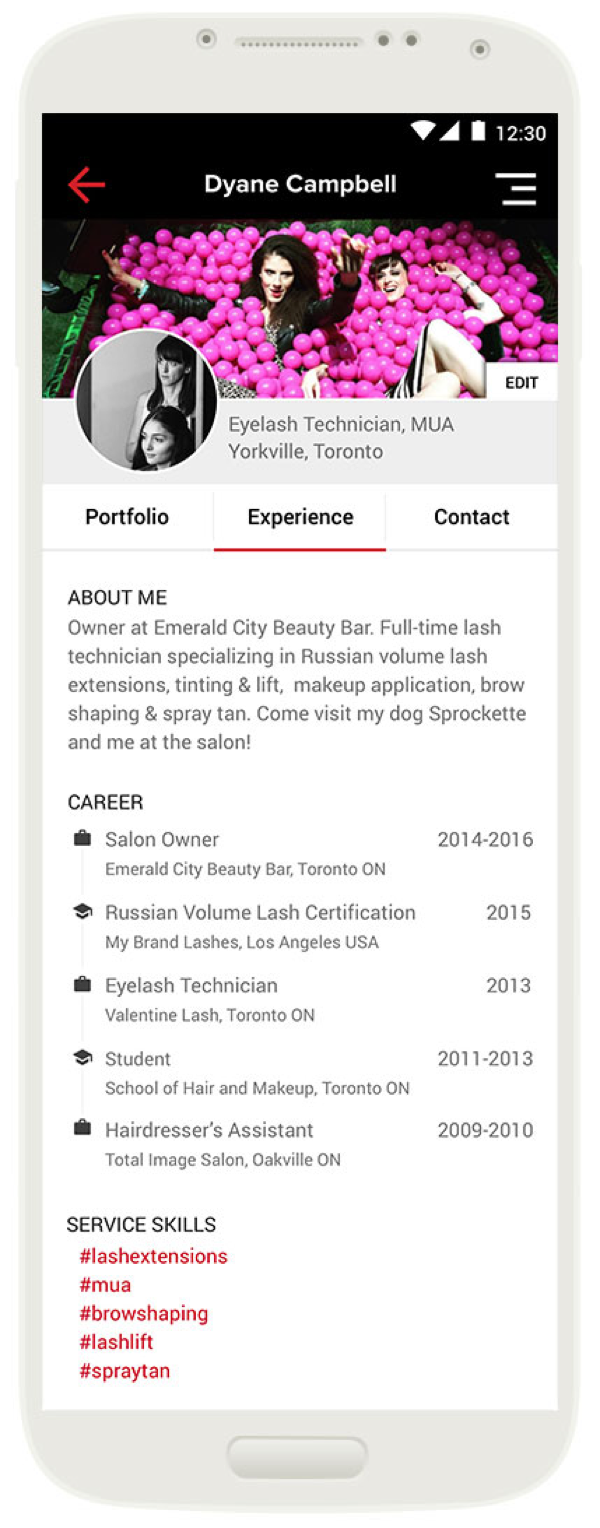 12:30
Dyane Campbell
EDIT
Eyelash Technician, MUA
Yorkville, Toronto
Portfolio Experience Contact
ABOUT ME
Owner at Emerald City Beauty Bar. Full-time lash
technician specializing in Russian volume lash
extensions, tinting & lift,  makeup application, brow
shaping & spray tan. Come visit my dog Sprockette
and me at the salon!
CAREER
Salon Owner 2014-2016
Emerald City Beauty Bar, Toronto ON
Russian Volume Lash Certification 2015
My Brand Lashes, Los Angeles USA
Eyelash Technician 2013
Valentine Lash, Toronto ON
Student 2011-2013
School of Hair and Makeup, Toronto ON
Hairdresser’s Assistant 2009-2010
Total Image Salon, Oakville ON
SERVICE SKILLS
#lashextensions
#mua
#browshaping
#lashlift
#spraytan